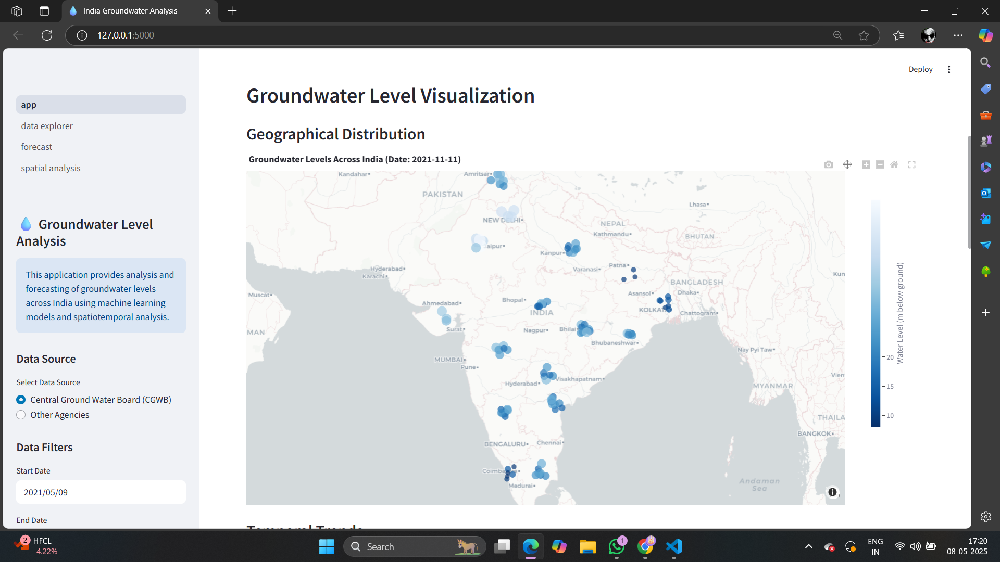 India Groundwater Analysis
127.0.0.1:5000
Deploy
app
data explorer
forecast
spatial analysis
Groundwater Level
Analysis
This application provides analysis and
forecasting of groundwater levels
across India using machine learning
models and spatiotemporal analysis.
Data Source
Select Data Source
Central Ground Water Board (CGWB)
Other Agencies
Data Filters
Start Date
2021/05/09
End Date
Groundwater Level Visualization
Geographical Distribution
Groundwater Levels Across India (Date: 2021-11-11)
Kandahar
Amritsar
PAKISTAN
Lhasa
NEW DELHI
NEPAL
Kathmandu
BHUTAN
aipur
Kanpur
Hyderabad
Karachi
Varanasi
Patna
Kun
BANGLADESH
Muscat
Asansol
Dhaka
Ahmedabad
Bhopal
INDIA
KOLKATA
Chattogram
MAN
Surat
Nagpur
Bhilai
Bhubaneshwar
Nay Pyi Taw
MUMBAI
Pune
Vien
Hyderabad
Visakhapatnam
MYANMAR
THAILA
BANGKOK
BENGALURU
Chennai
Coimb
re
Madurai
Andaman
Sea
20
15
10
Water Level (m below ground)
Temporal Trends
2
HFCL
-4.22%
Search
1
ENG
IN
17:20
08-05-2025